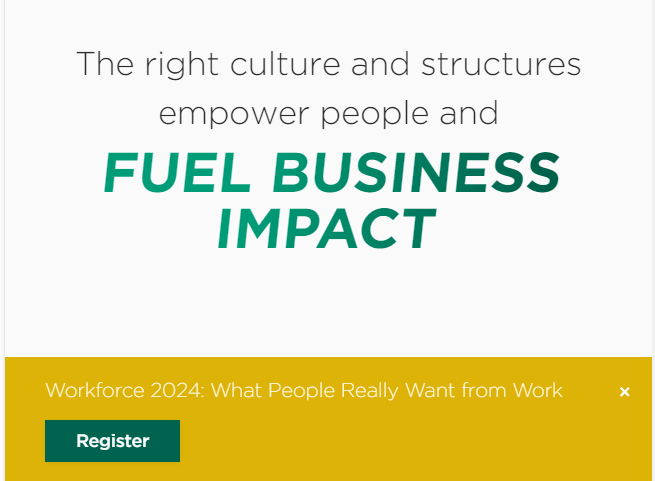 The right culture and structures
empower people and
FUEL BUSINESS
IMPACT
Workforce 2024: What People Really Want from Work
×
Register